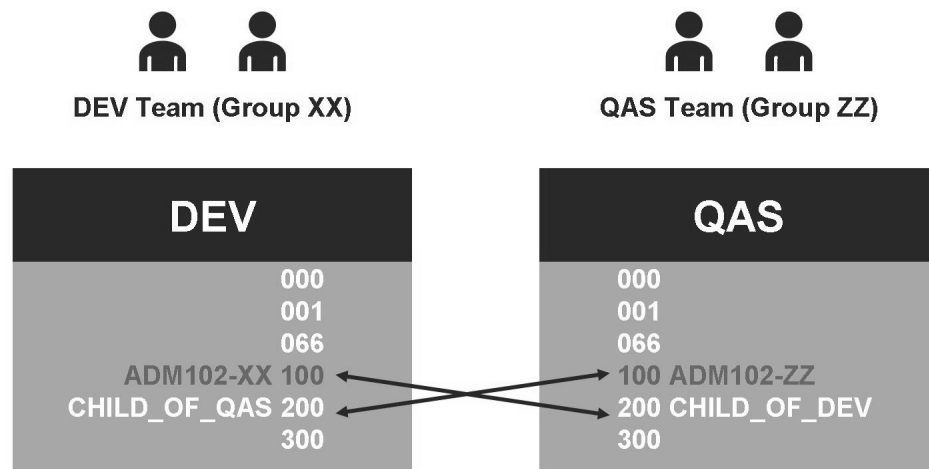 DEV Team (Group XX)
QAS Team (Group ZZ)
DEV
000
001
066
ADM102-XX 100
CHILD_OF_QAS 200
300
QAS
000
001
066
100 ADM102-ZZ
200 CHILD_OF_DEV
300